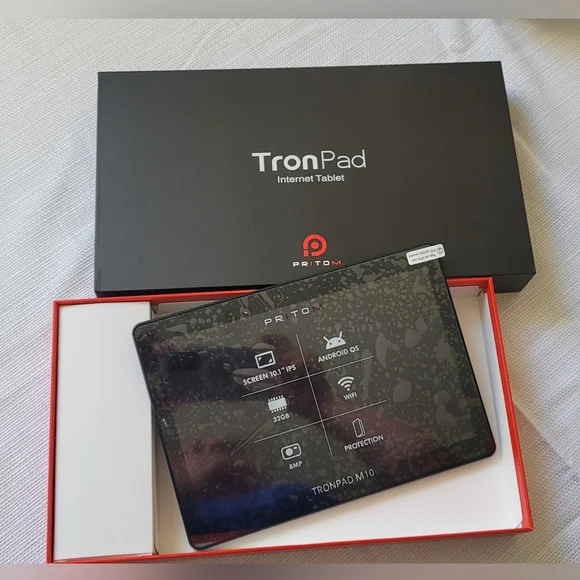 TronPad
Internet Tablet
PRITOM
PRITOM
SCREEN 10.1" IPS
ANDROID OS
32GB
WIFI
8MP
PROTECTION
TRONPAD M10